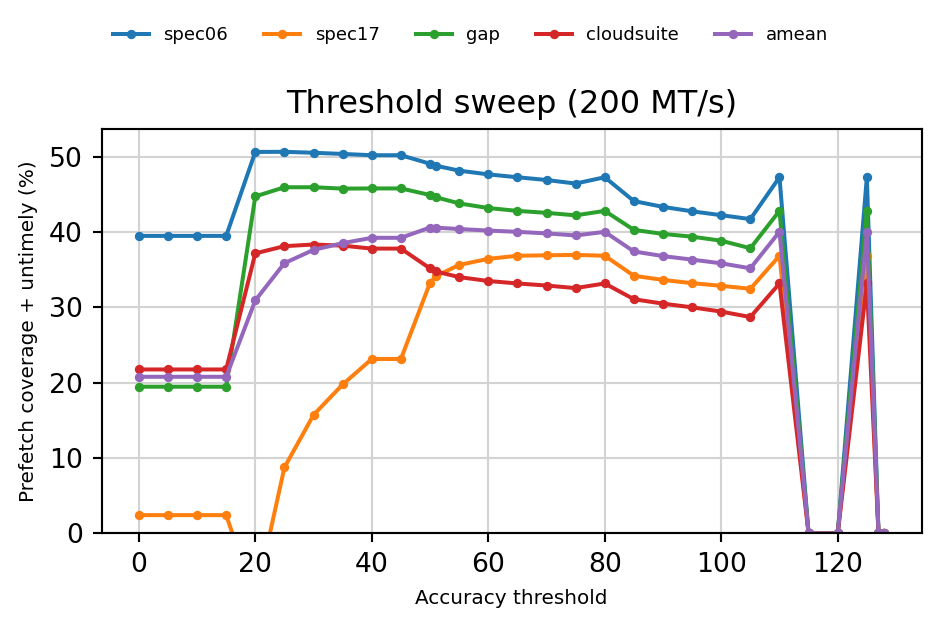 spec06 spec17 gap cloudsuite amean
Threshold sweep (200 MT/s)
Prefetch coverage + untimely (%)
50
40
30
20
10
0
0 20 40 60 80 100 120
Accuracy threshold